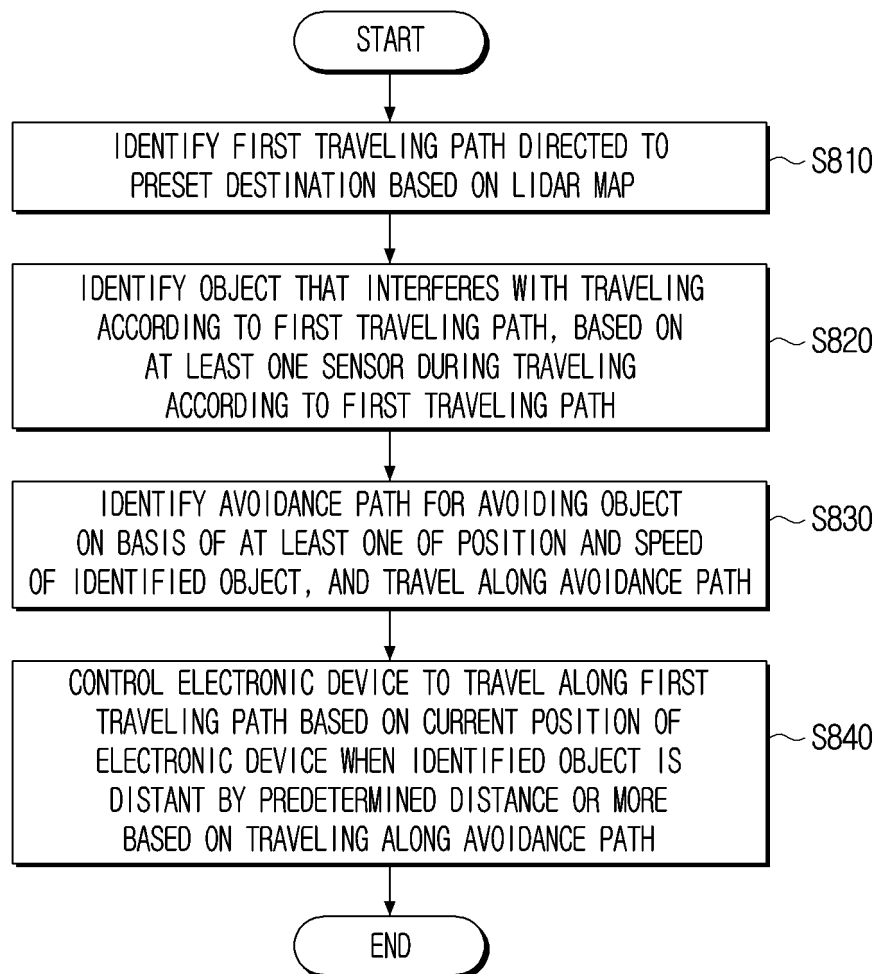 START
IDENTIFY FIRST TRAVELING PATH DIRECTED TO
PRESET DESTINATION BASED ON LIDAR MAP
S810
IDENTIFY OBJECT THAT INTERFERES WITH TRAVELING
ACCORDING TO FIRST TRAVELING PATH, BASED ON
AT LEAST ONE SENSOR DURING TRAVELING
ACCORDING TO FIRST TRAVELING PATH
S820
IDENTIFY AVOIDANCE PATH FOR AVOIDING OBJECT
ON BASIS OF AT LEAST ONE OF POSITION AND SPEED
OF IDENTIFIED OBJECT, AND TRAVEL ALONG AVOIDANCE PATH
S830
CONTROL ELECTRONIC DEVICE TO TRAVEL ALONG FIRST
TRAVELING PATH BASED ON CURRENT POSITION OF
ELECTRONIC DEVICE WHEN IDENTIFIED OBJECT IS
DISTANT BY PREDETERMINED DISTANCE OR MORE
BASED ON TRAVELING ALONG AVOIDANCE PATH
S840
END